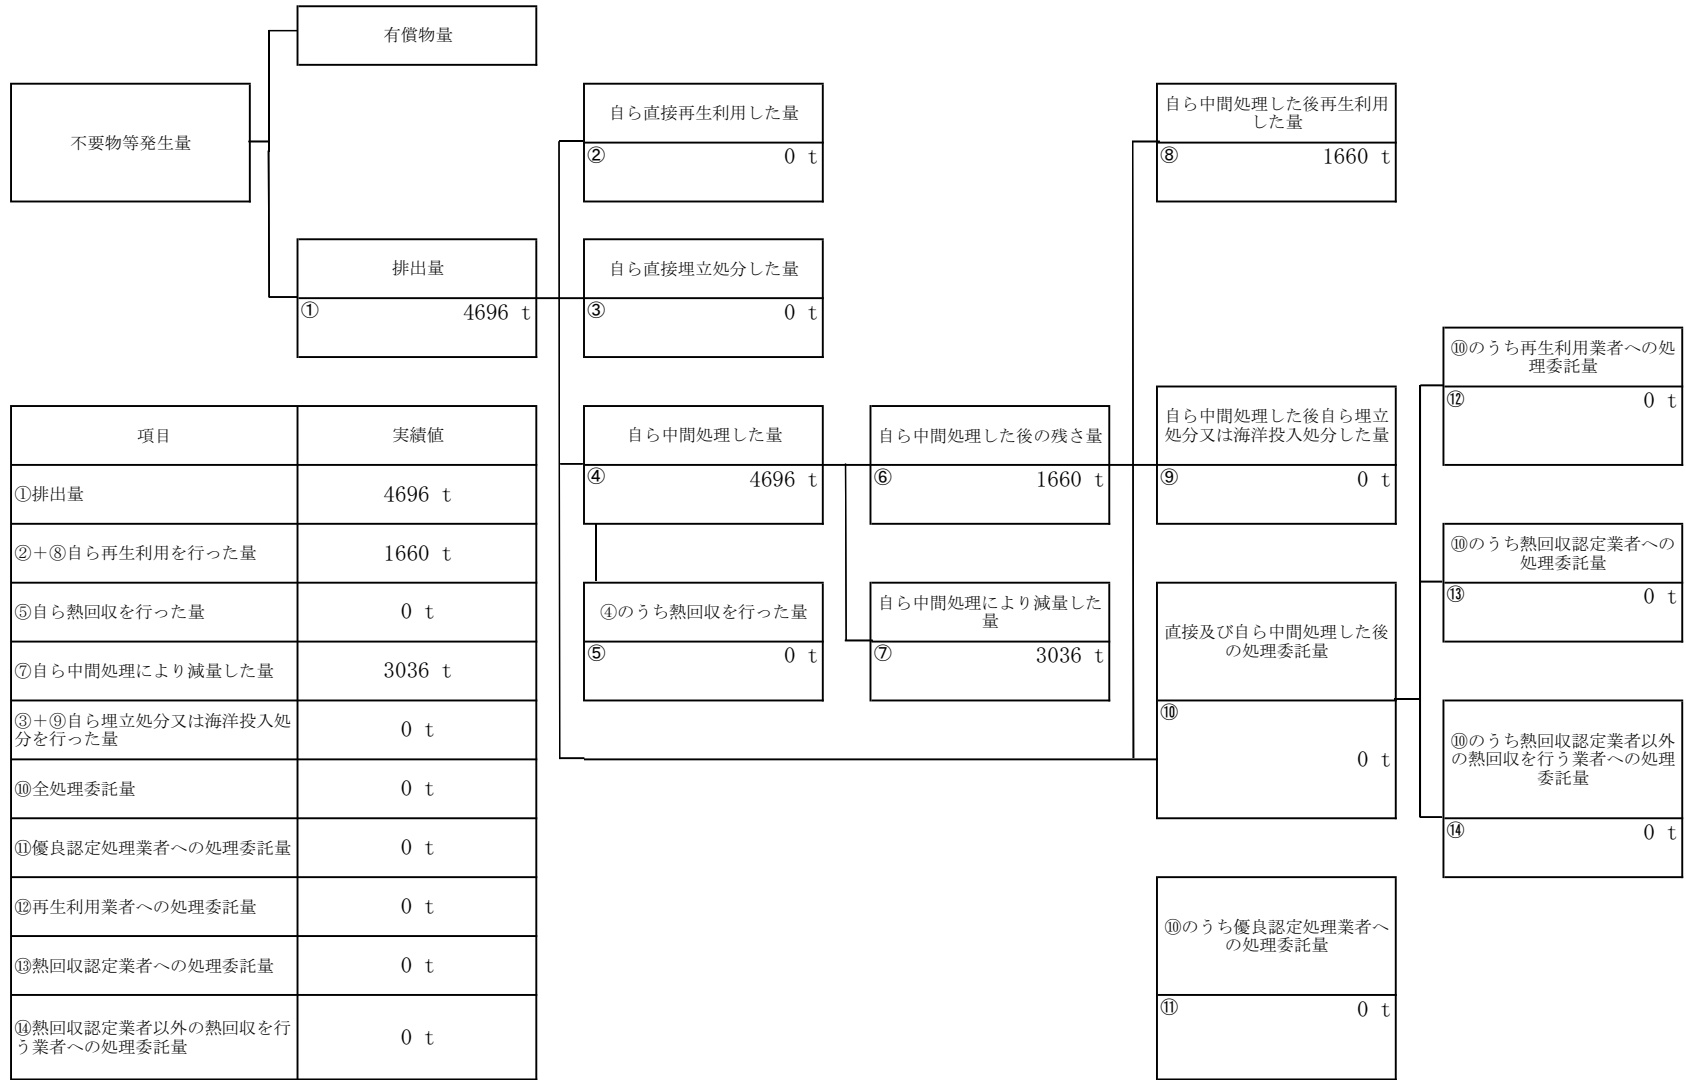 有償物量
不要物等発生量
排出量
① 4696 t
自ら直接再生利用した量
② 0 t
自ら直接埋立処分した量
③ 0 t
自ら中間処理した量
④ 4696 t
④のうち熱回収を行った量
⑤ 0 t
自ら中間処理した後の残さ量
⑥ 1660 t
自ら中間処理により減量した
量
⑦ 3036 t
自ら中間処理した後再生利用
した量
⑧ 1660 t
自ら中間処理した後自ら埋立
処分又は海洋投入処分した量
⑨ 0 t
直接及び自ら中間処理した後
の処理委託量
⑩
0 t
⑩のうち優良認定処理業者へ
の処理委託量
⑪ 0 t
⑩のうち再生利用業者への処
理委託量
⑫ 0 t
⑩のうち熱回収認定業者への
処理委託量
⑬ 0 t
⑩のうち熱回収認定業者以外
の熱回収を行う業者への処理
委託量
⑭ 0 t
項目 実績値
①排出量 4696 t
②＋⑧自ら再生利用を行った量 1660 t
⑤自ら熱回収を行った量 0 t
⑦自ら中間処理により減量した量 3036 t
③＋⑨自ら埋立処分又は海洋投入処
分を行った量 0 t
⑩全処理委託量 0 t
⑪優良認定処理業者への処理委託量 0 t
⑫再生利用業者への処理委託量 0 t
⑬熱回収認定業者への処理委託量 0 t
⑭熱回収認定業者以外の熱回収を行
う業者への処理委託量 0 t